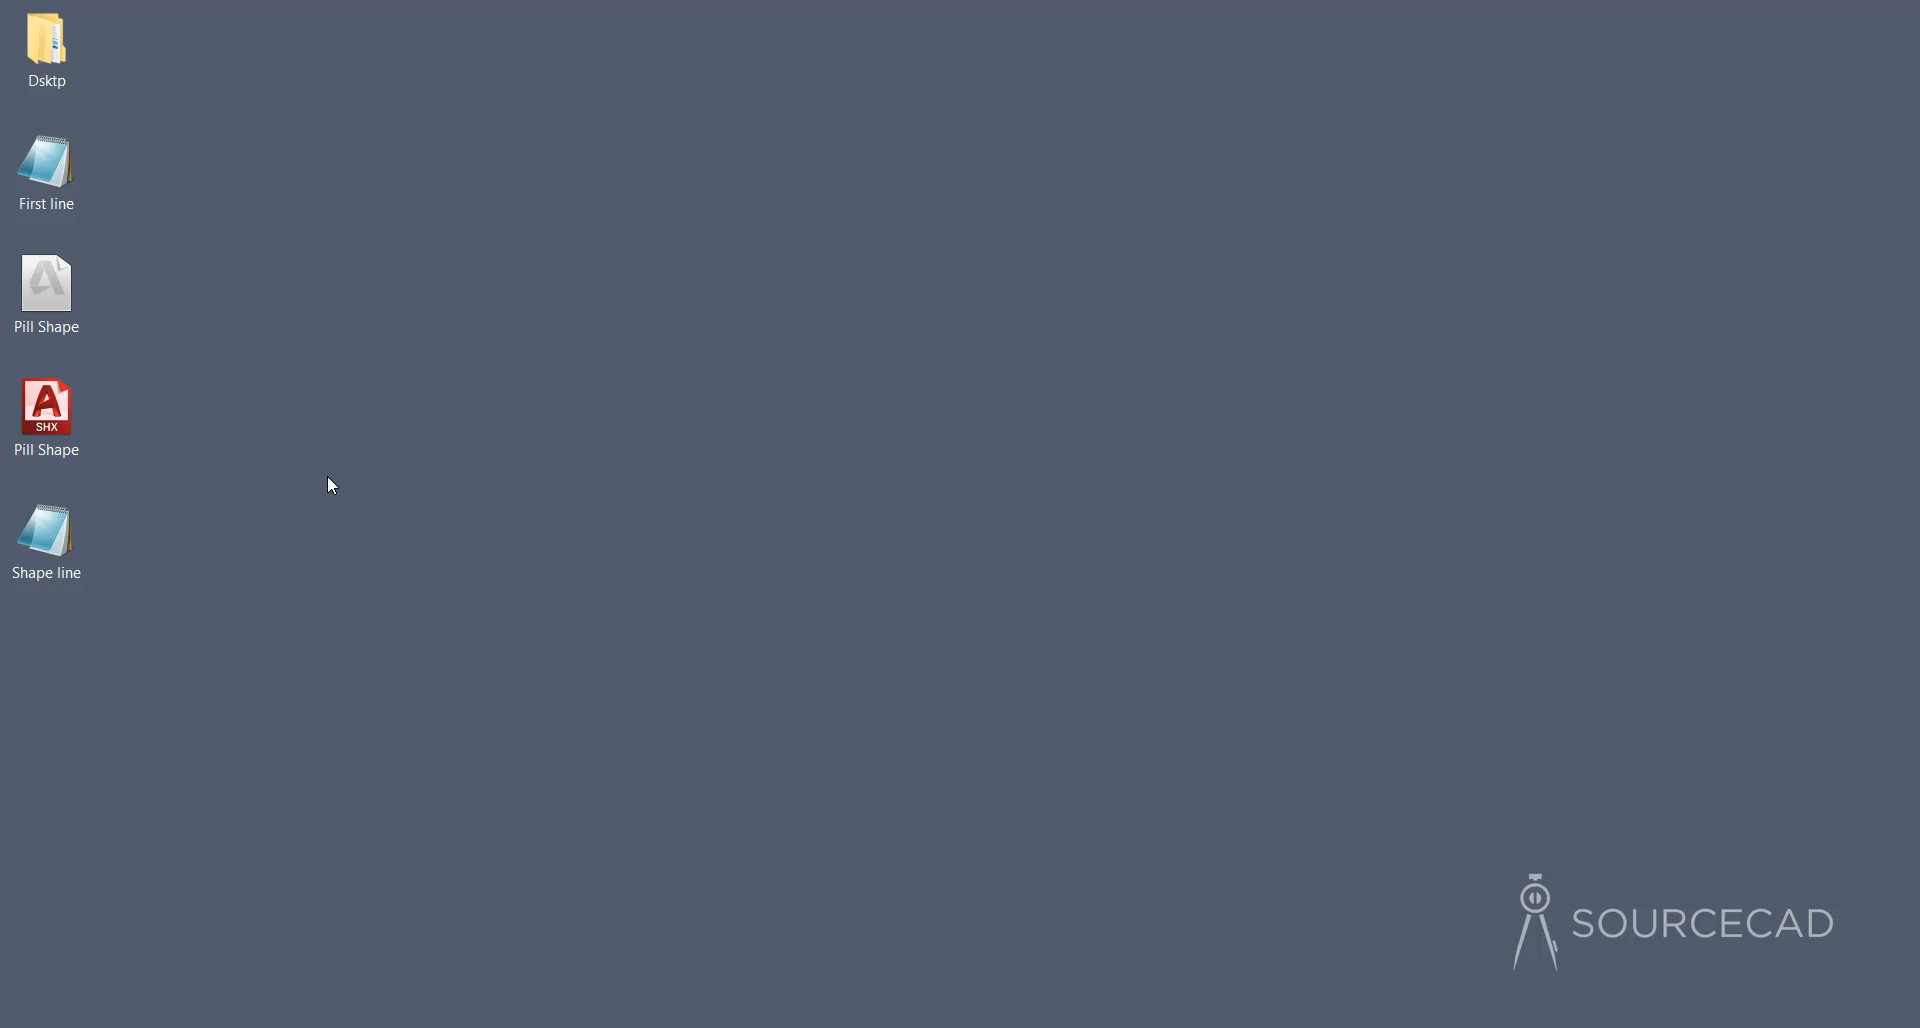 Dsktp
First line
Pill Shape
A
SHX
Pill Shape
Shape line
SOURCECAD